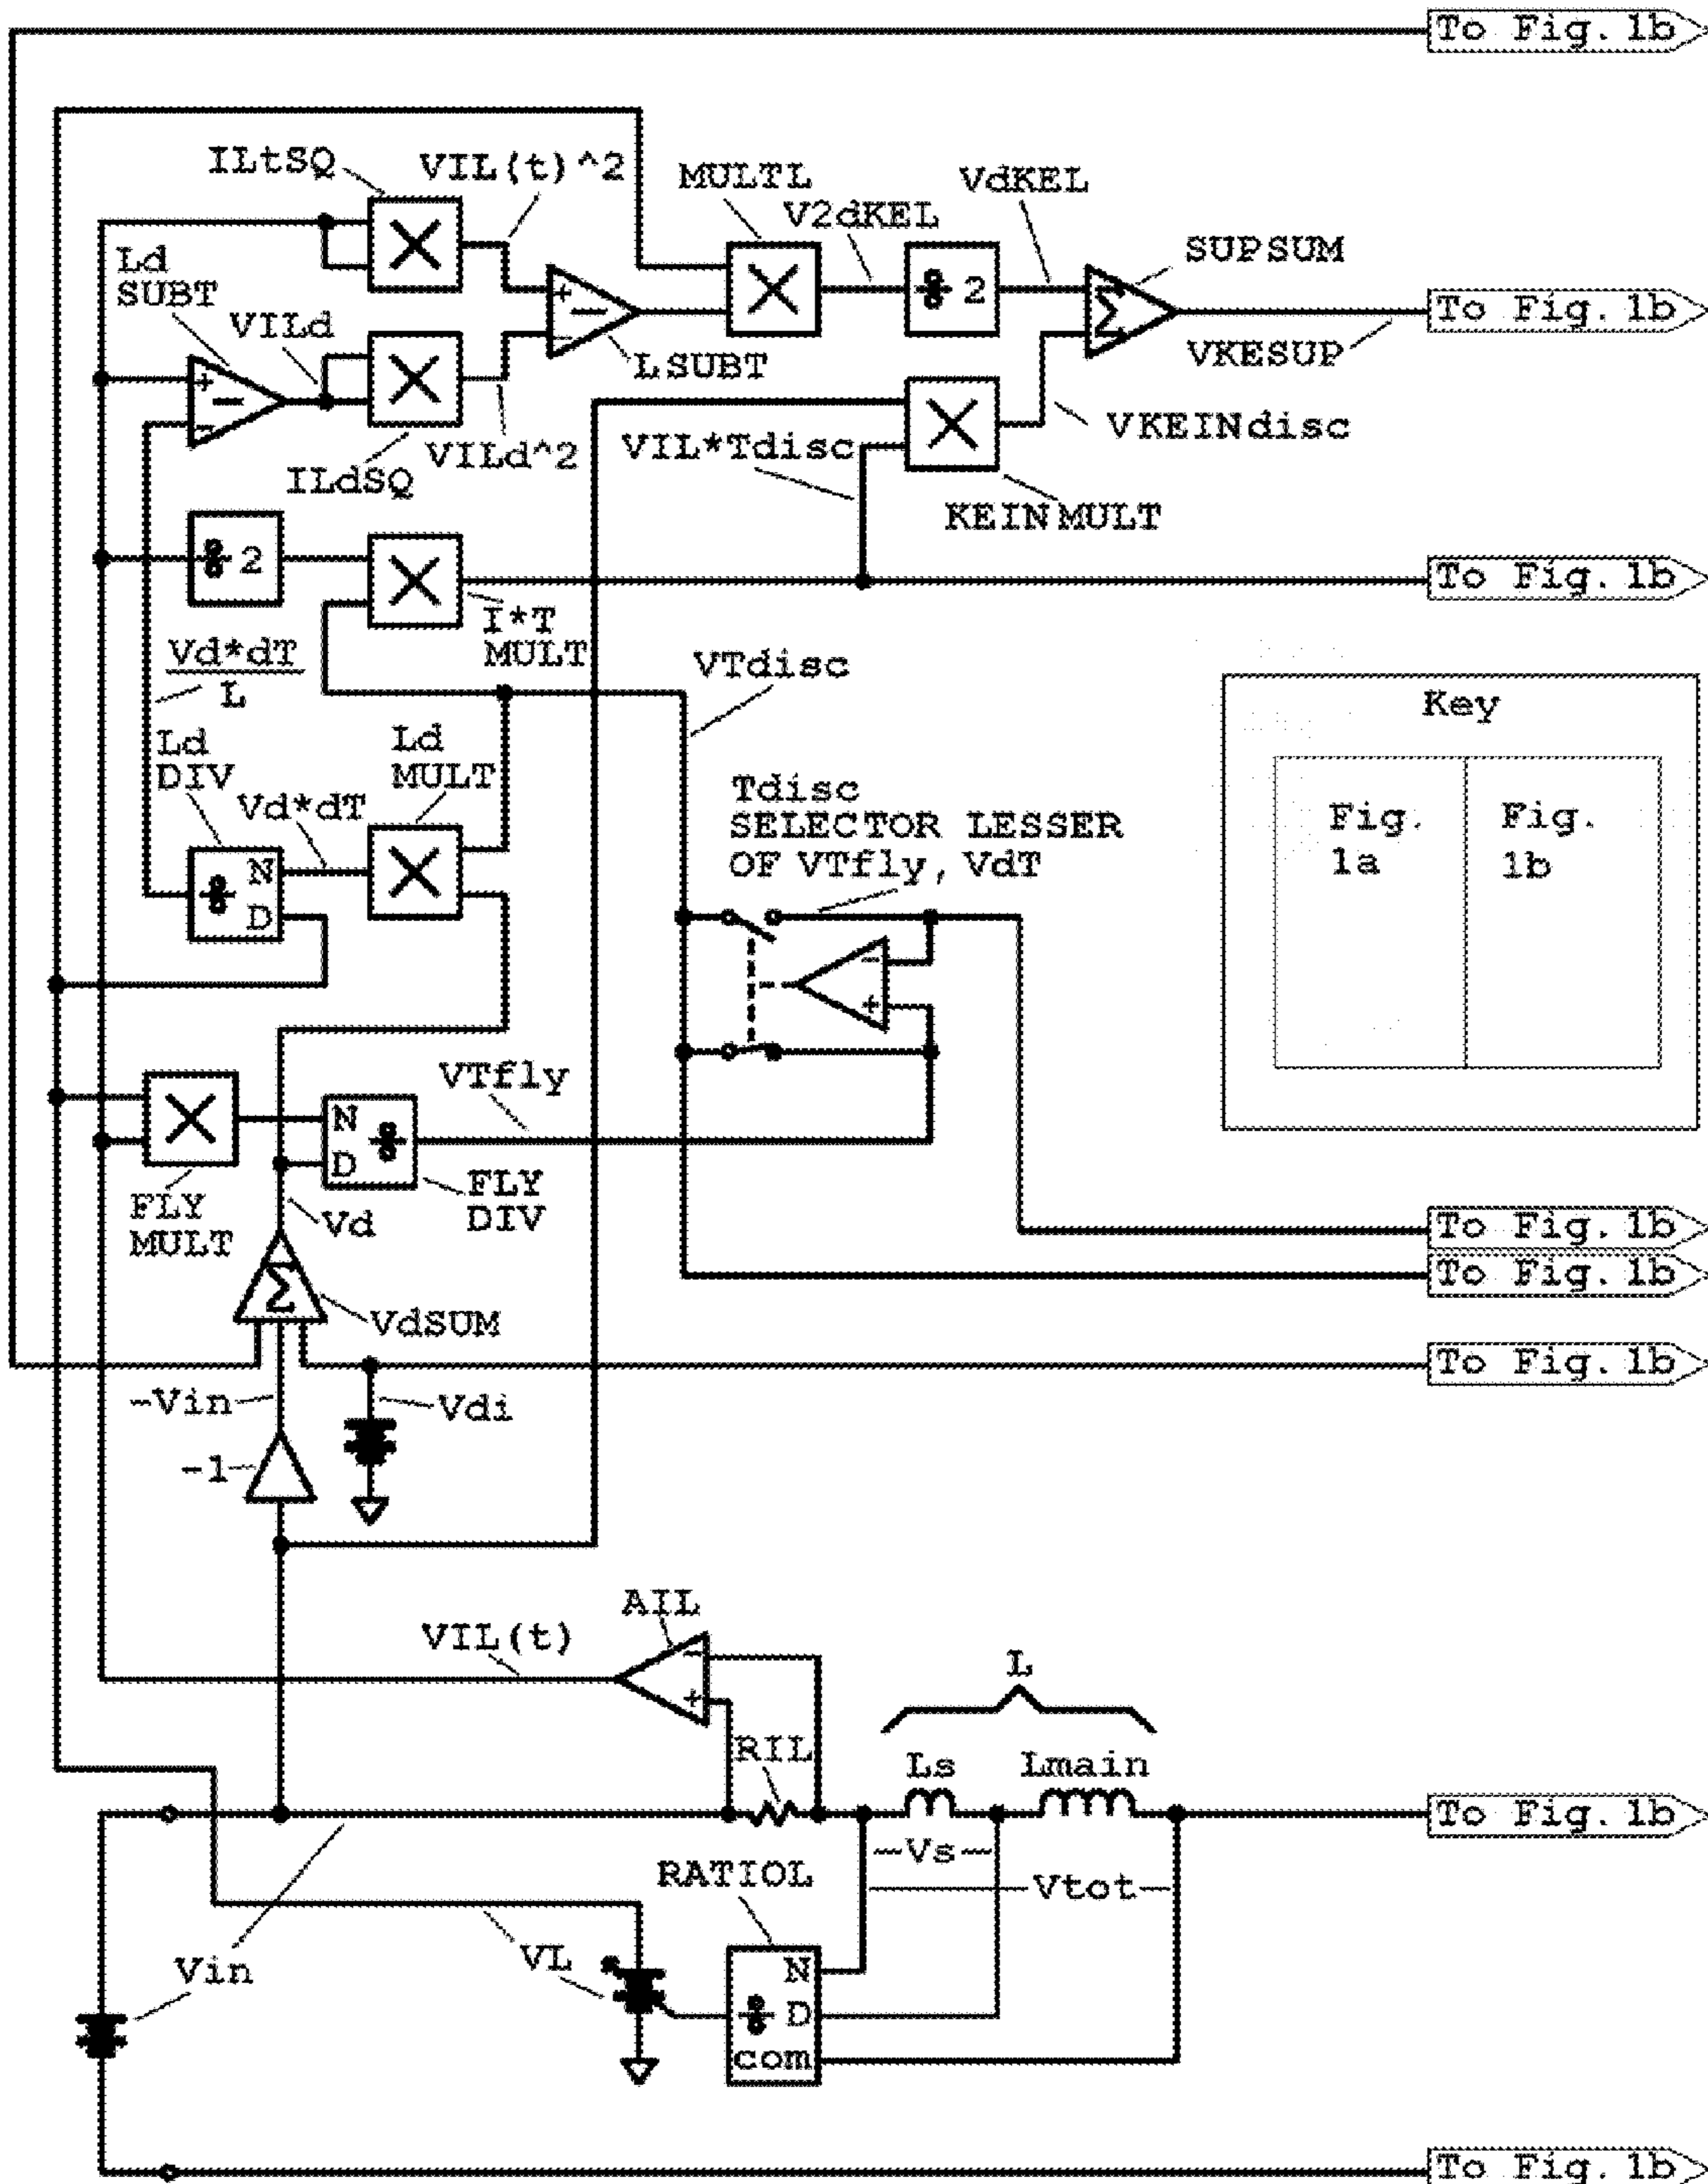 To Fig. 1b
ILtSQ
VIL(t)^2
MULTL
VdKEL
V2dKEL
SUPSUM
Ld
SUBT
+
-
÷ 2
Σ
+
To Fig. 1b
VILd
LSUBT
VKESUP
+
-
VILd^2
VIL*Tdisc
VKEINdisc
ILdSQ
KEINMULT
÷ 2
To Fig. 1b
I*T
MULT
Vd*dT
L
VTdisc
Key
Fig.
1a
Fig.
1b
Ld
DIV
Ld
MULT
Vd*dT
Tdisc
SELECTOR LESSER
OF VTfly, VdT
÷ N
D
-
+
VTfly
N
D ÷
FLY
MULT
Vd
FLY
DIV
To Fig. 1b
To Fig. 1b
Σ
VdSUM
To Fig. 1b
-Vin
Vdi
-1
AIL
VIL(t)
-
+
L
RIL
Ls
Lmain
To Fig. 1b
Vs
RATIOL
Vtot
Vin
VL
N
÷ D
com
To Fig. 1b